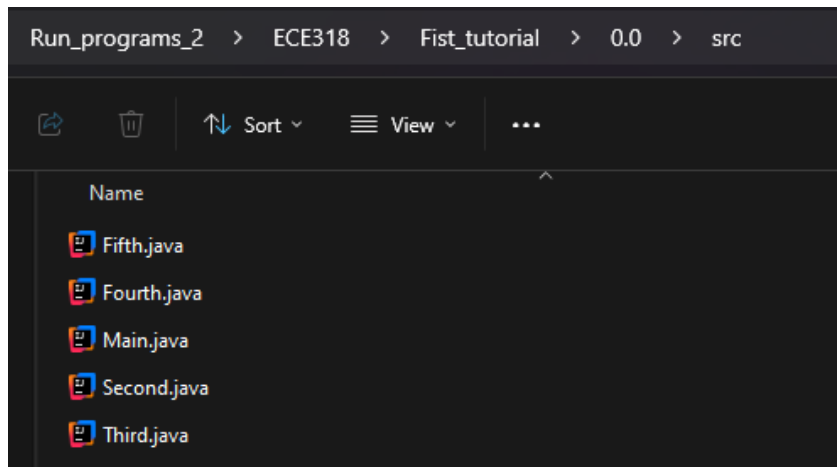 Run_programs_2 > ECE318 > Fist_tutorial > 0.0 > src
Sort View
Name
Fifth.java
Fourth.java
Main.java
Second.java
Third.java